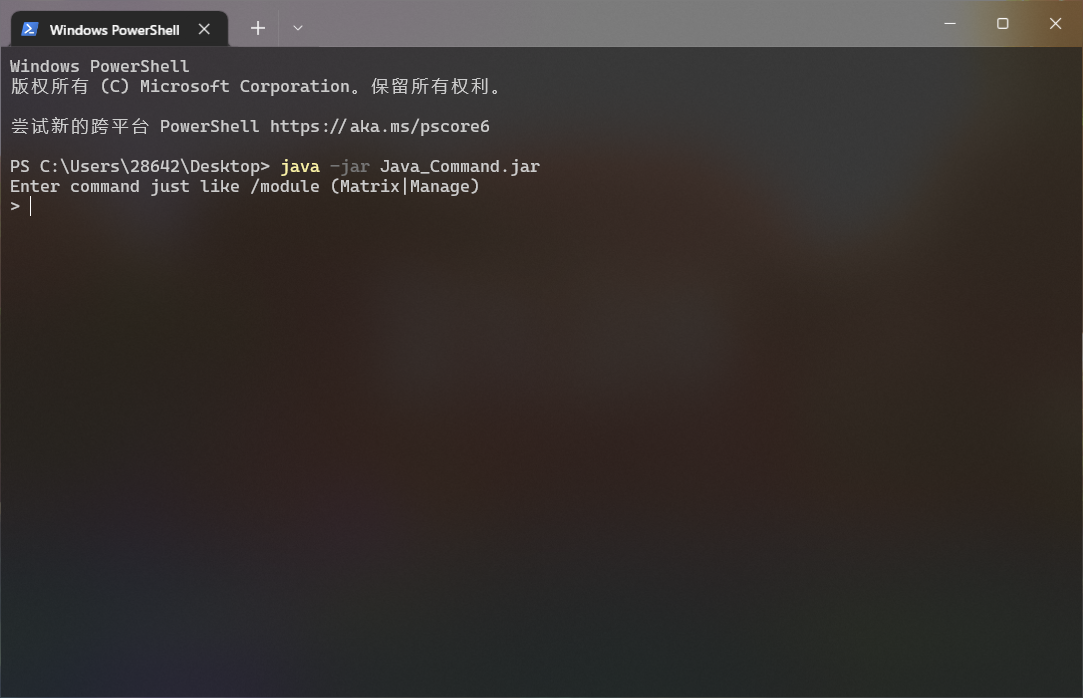 Windows PowerShell
Windows PowerShell
版权所有 (C) Microsoft Corporation。保留所有权利。
尝试新的跨平台 PowerShell https://aka.ms/pscore6
PS C:\Users\28642\Desktop> java -jar Java_Command.jar
Enter command just like /module (Matrix|Manage)
>